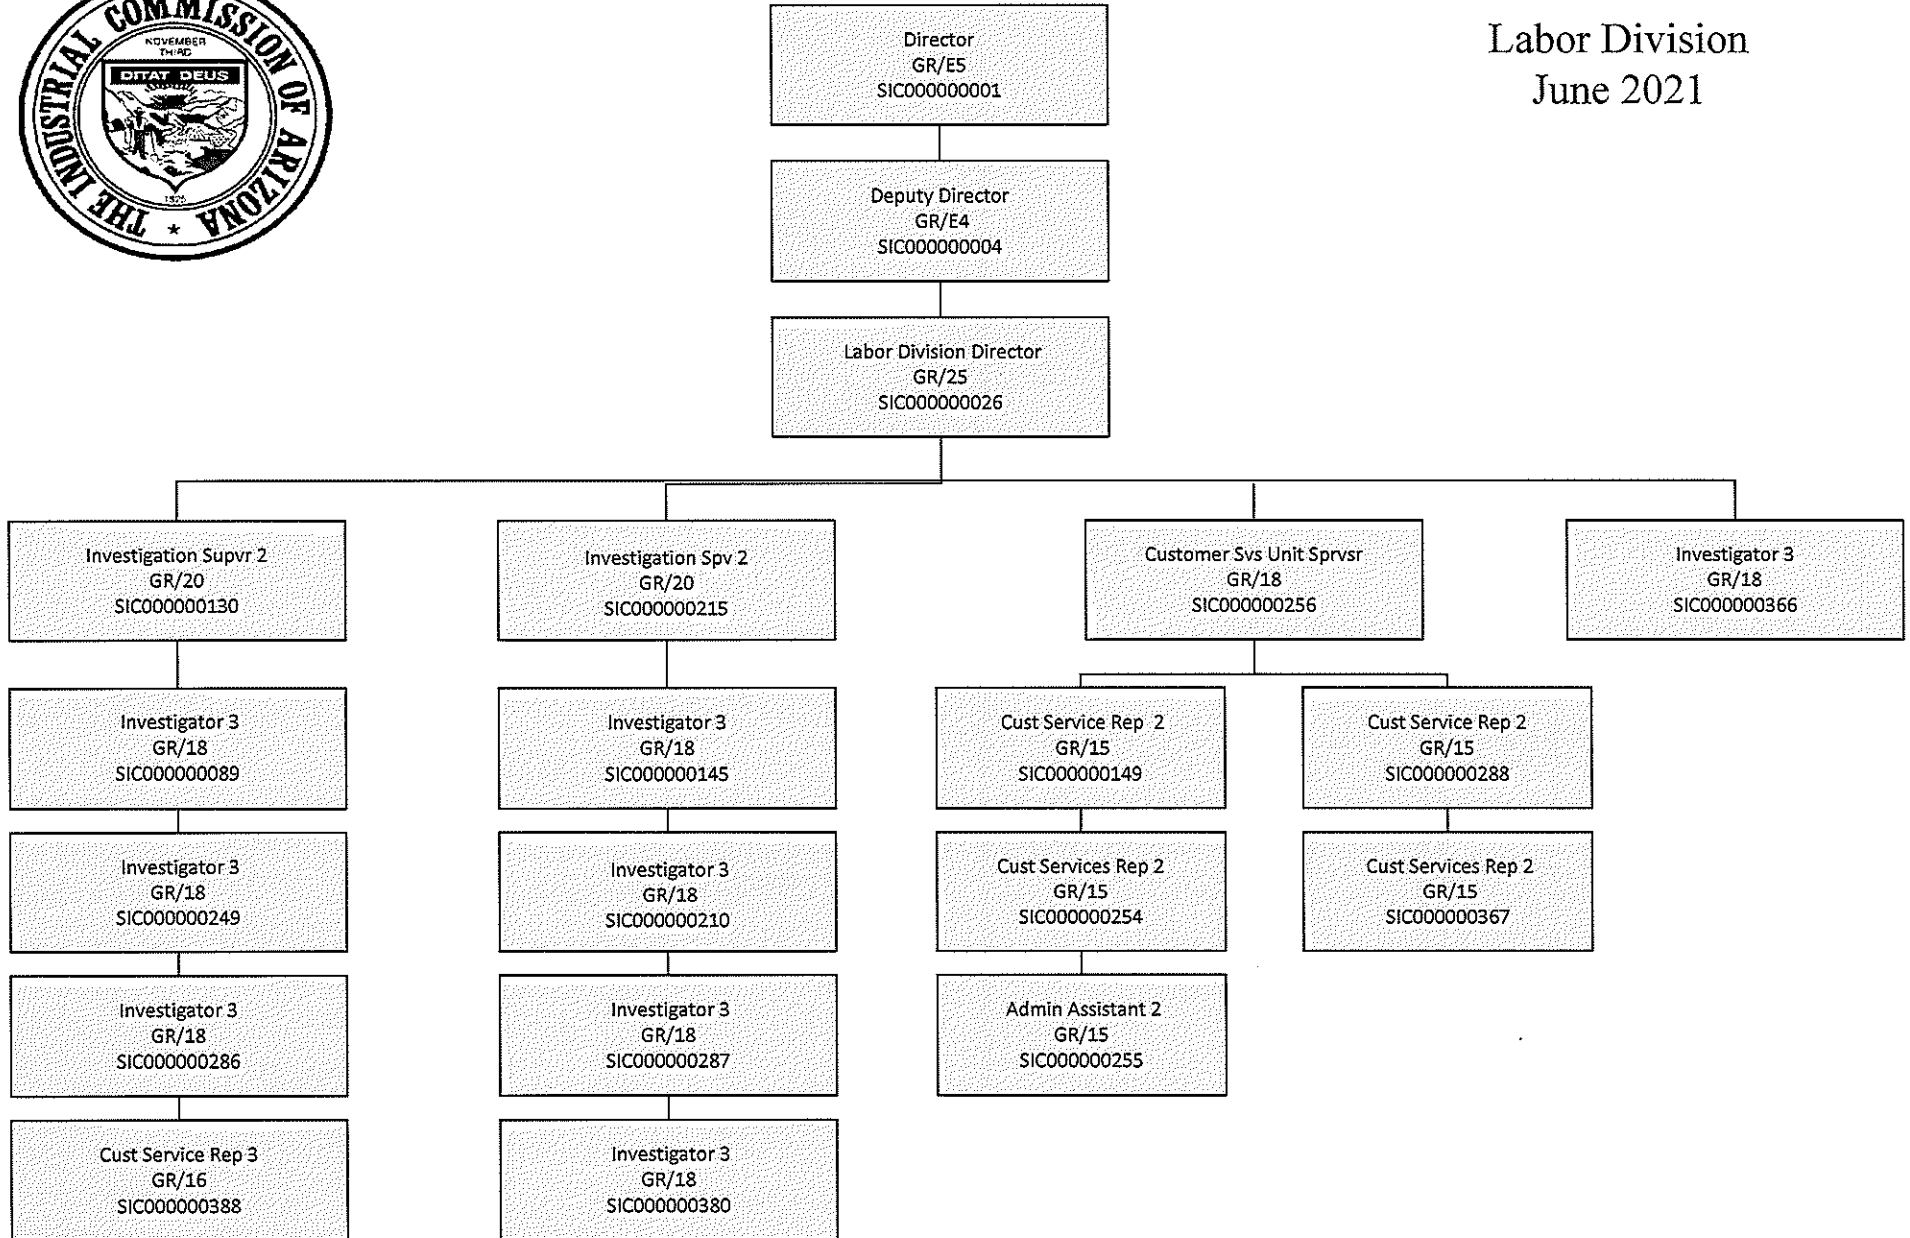 THE INDUSTRIAL COMMISSION OF ARIZONA
NOVEMBER
THIRD
DITAT DEUS
Labor Division
June 2021
Director
GR/E5
SIC000000001
Deputy Director
GR/E4
SIC000000004
Labor Division Director
GR/25
SIC000000026
Investigation Supvr 2
GR/20
SIC000000130
Investigation Spv 2
GR/20
SIC000000215
Customer Svs Unit Sprvsr
GR/18
SIC000000256
Investigator 3
GR/18
SIC000000366
Investigator 3
GR/18
SIC000000089
Investigator 3
GR/18
SIC000000145
Cust Service Rep 2
GR/15
SIC000000149
Cust Service Rep 2
GR/15
SIC000000288
Investigator 3
GR/18
SIC000000249
Investigator 3
GR/18
SIC000000210
Cust Services Rep 2
GR/15
SIC000000254
Cust Services Rep 2
GR/15
SIC000000367
Investigator 3
GR/18
SIC000000286
Investigator 3
GR/18
SIC000000287
Admin Assistant 2
GR/15
SIC000000255
Cust Service Rep 3
GR/16
SIC000000388
Investigator 3
GR/18
SIC000000380